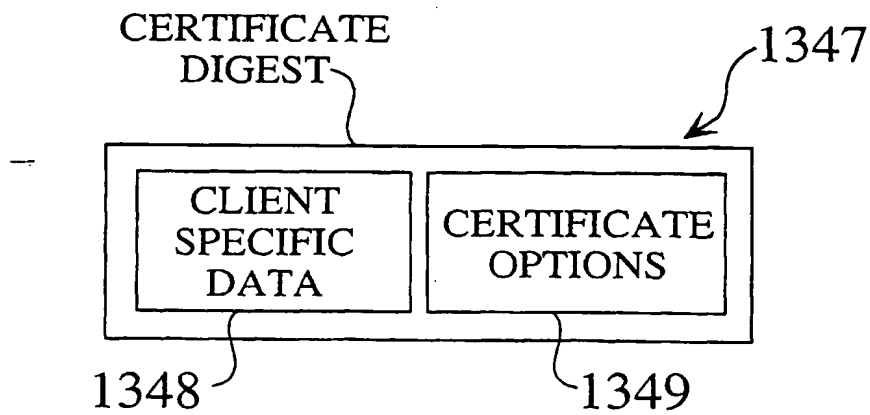 CERTIFICATE
DIGEST
1347
CLIENT
SPECIFIC
DATA
CERTIFICATE
OPTIONS
1348
1349